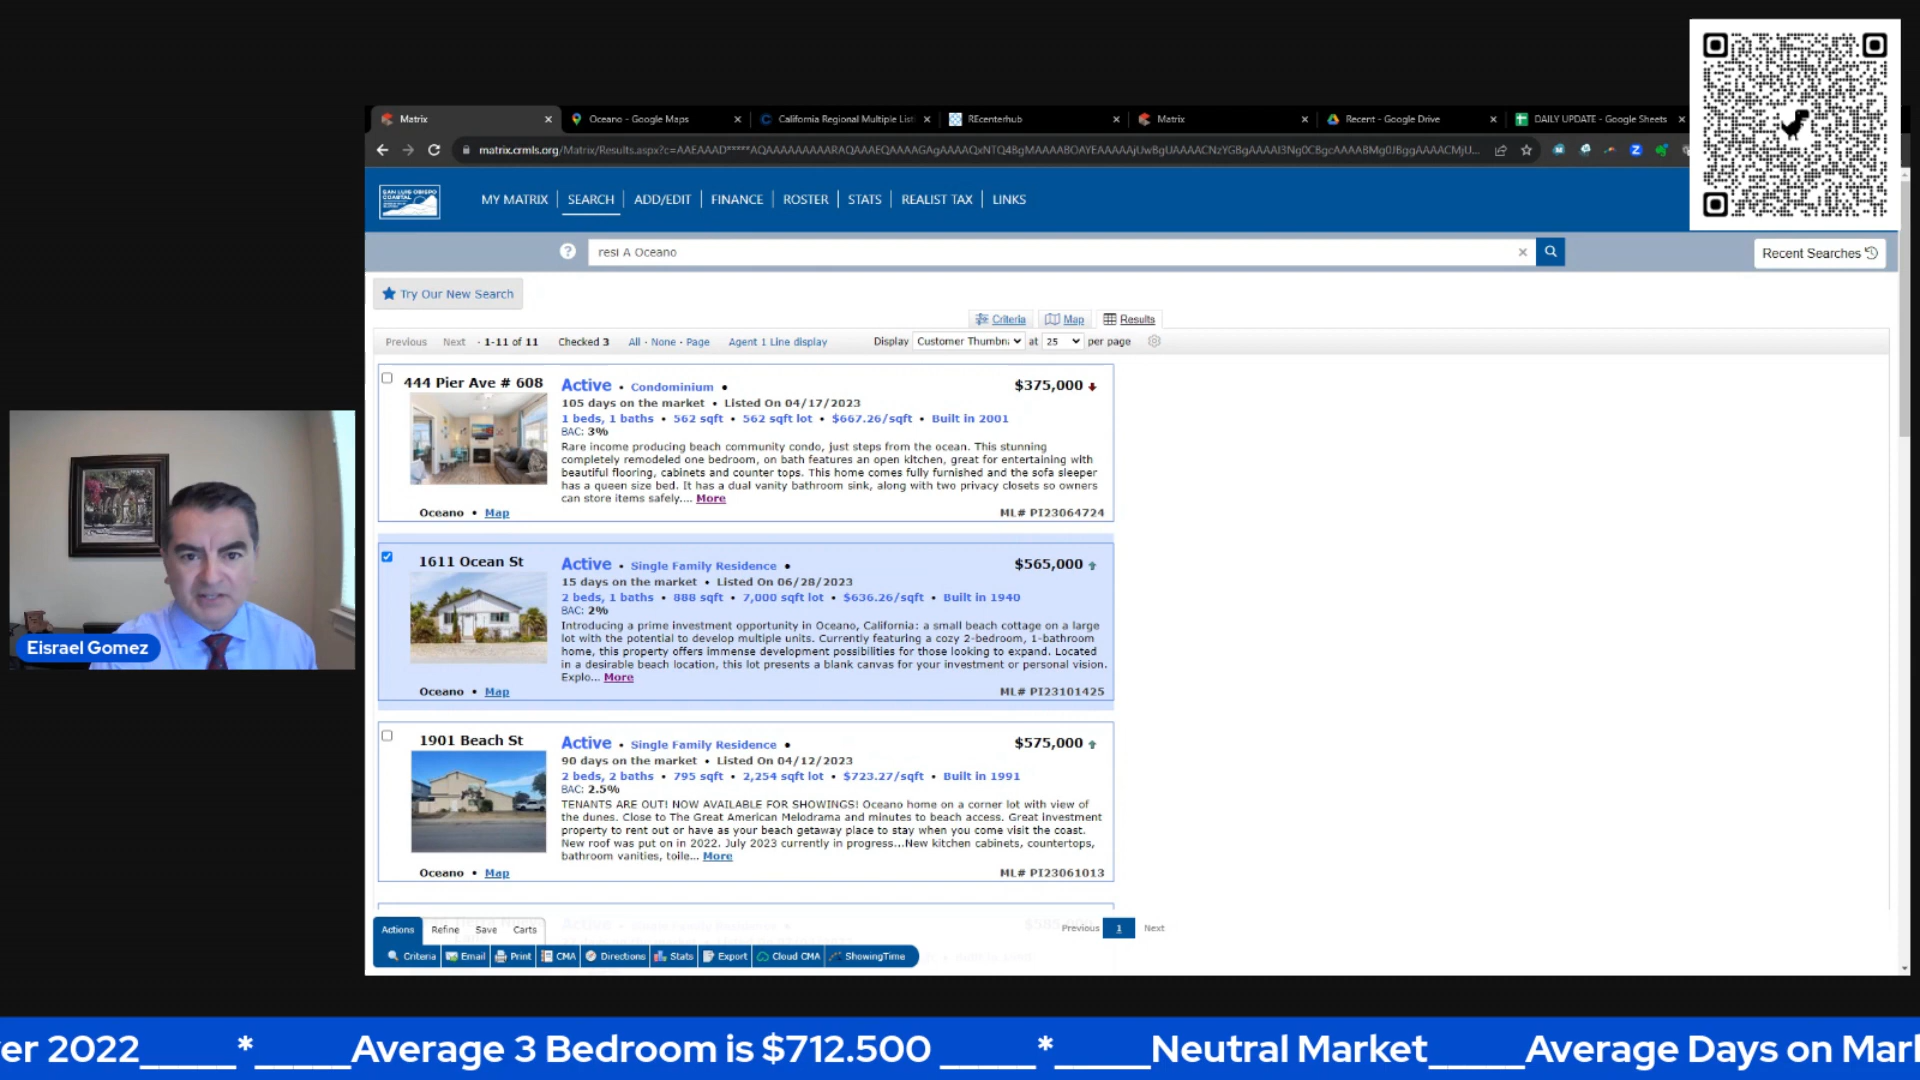 Matrix
Oceano - Google Maps
California Regional Multiple List
REcenterhub
Matrix
Recent - Google Drive
DAILY UPDATE - Google Sheets
SAN LUIS OBISPO
COASTAL
MY MATRIX
SEARCH
ADD/EDIT
FINANCE
ROSTER
STATS
REALIST TAX
LINKS
resi A Oceano
Recent Searches
Try Our New Search
Criteria
Map
Results
Previous Next · 1-11 of 11 Checked 3 All · None · Page Agent 1 Line display Display Customer Thumbn: at 25 per page
444 Pier Ave # 608
Active • Condominium •
$375,000
105 days on the market • Listed On 04/17/2023
1 beds, 1 baths • 562 sqft • 562 sqft lot • $667.26/sqft • Built in 2001
BAC: 3%
Rare income producing beach community condo, just steps from the ocean. This stunning
completely remodeled one bedroom, on bath features an open kitchen, great for entertaining with
beautiful flooring, cabinets and counter tops. This home comes fully furnished and the sofa sleeper
has a queen size bed. It has a dual vanity bathroom sink, along with two privacy closets so owners
can store items safely.... More
Oceano • Map
ML# PI23064724
1611 Ocean St
Active • Single Family Residence •
$565,000
15 days on the market • Listed On 06/28/2023
2 beds, 1 baths • 888 sqft • 7,000 sqft lot • $636.26/sqft • Built in 1940
BAC: 2%
Introducing a prime investment opportunity in Oceano, California: a small beach cottage on a large
lot with the potential to develop multiple units. Currently featuring a cozy 2-bedroom, 1-bathroom
home, this property offers immense development possibilities for those looking to expand. Located
in a desirable beach location, this lot presents a blank canvas for your investment or personal vision.
Explo... More
Oceano • Map
ML# PI23101425
1901 Beach St
Active • Single Family Residence •
$575,000
90 days on the market • Listed On 04/12/2023
2 beds, 2 baths • 795 sqft • 2,254 sqft lot • $723.27/sqft • Built in 1991
BAC: 2.5%
TENANTS ARE OUT! NOW AVAILABLE FOR SHOWINGS! Oceano home on a corner lot with view of
the dunes. Close to The Great American Melodrama and minutes to beach access. Great investment
property to rent out or have as your beach getaway place to stay when you come visit the coast.
New roof was put on in 2022. July 2023 currently in progress...New kitchen cabinets, countertops,
bathroom vanities, toile... More
Oceano • Map
ML# PI23061013
Actions Refine Save Carts
Previous 1 Next
Criteria Email Print CMA Directions Stats Export Cloud CMA ShowingTime
Eisrael Gomez
er 2022_____*_____Average 3 Bedroom is $712.500 _____*_____Neutral Market_____Average Days on Mar